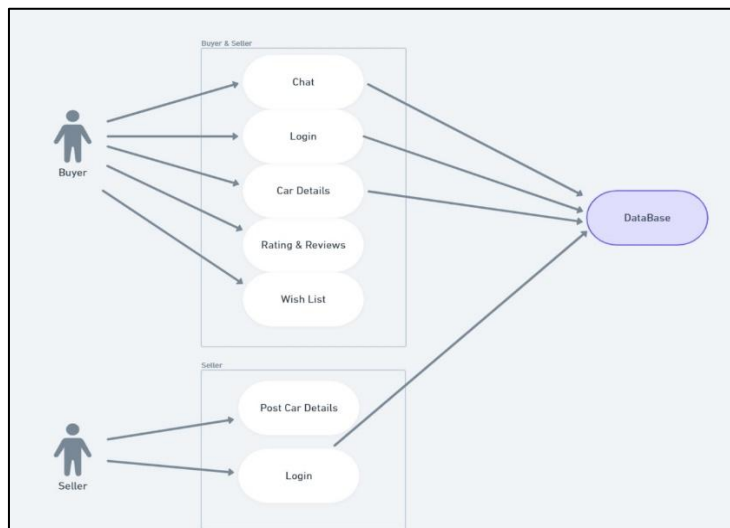 Buyer & Seller
Chat
Login
Buyer
Car Details
DataBase
Rating & Reviews
Wish List
Seller
Post Car Details
Login
Seller